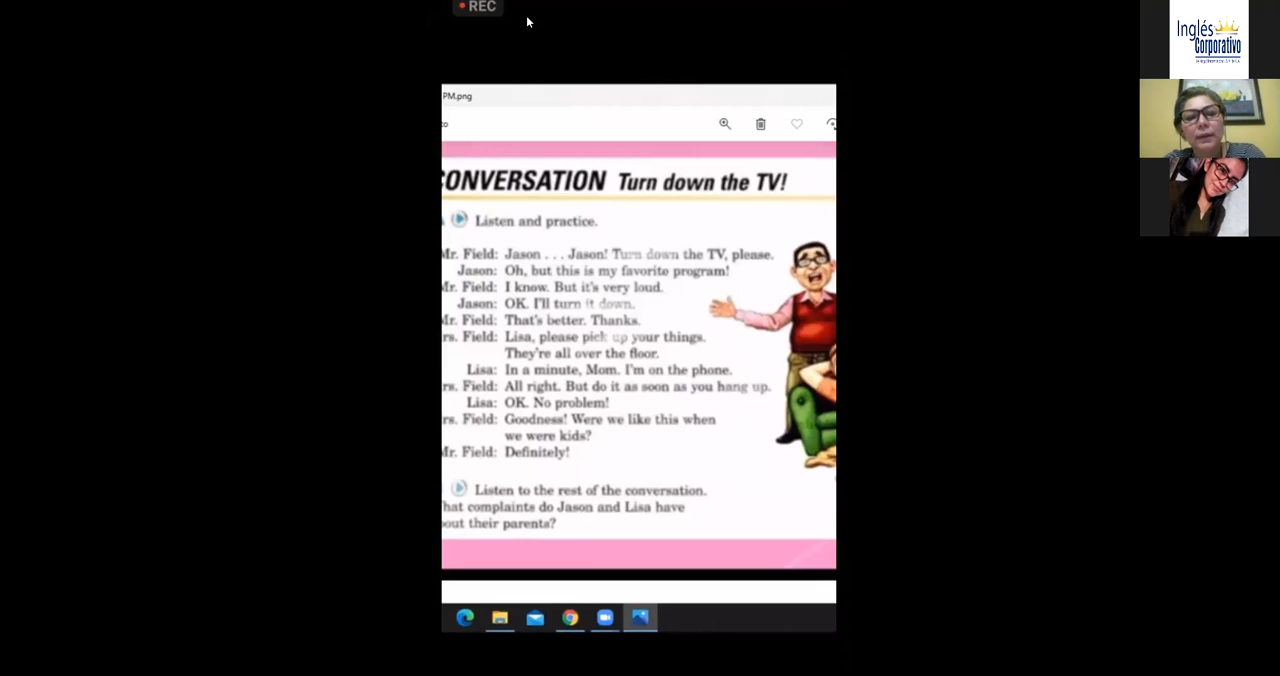 REC
Inglés
Corporativo
PM.png
CONVERSATION Turn down the TV!
Listen and practice.
Mr. Field: Jason . . . Jason! Turn down the TV, please.
Jason: Oh, but this is my favorite program!
Mr. Field: I know. But it's very loud.
Jason: OK. I'll turn it down.
Mr. Field: That's better. Thanks.
rs. Field: Lisa, please pick up your things.
They're all over the floor.
Lisa: In a minute, Mom. I'm on the phone.
rs. Field: All right. But do it as soon as you hang up.
Lisa: OK. No problem!
rs. Field: Goodness! Were we like this when
we were kids?
Mr. Field: Definitely!
Listen to the rest of the conversation.
hat complaints do Jason and Lisa have
out their parents?